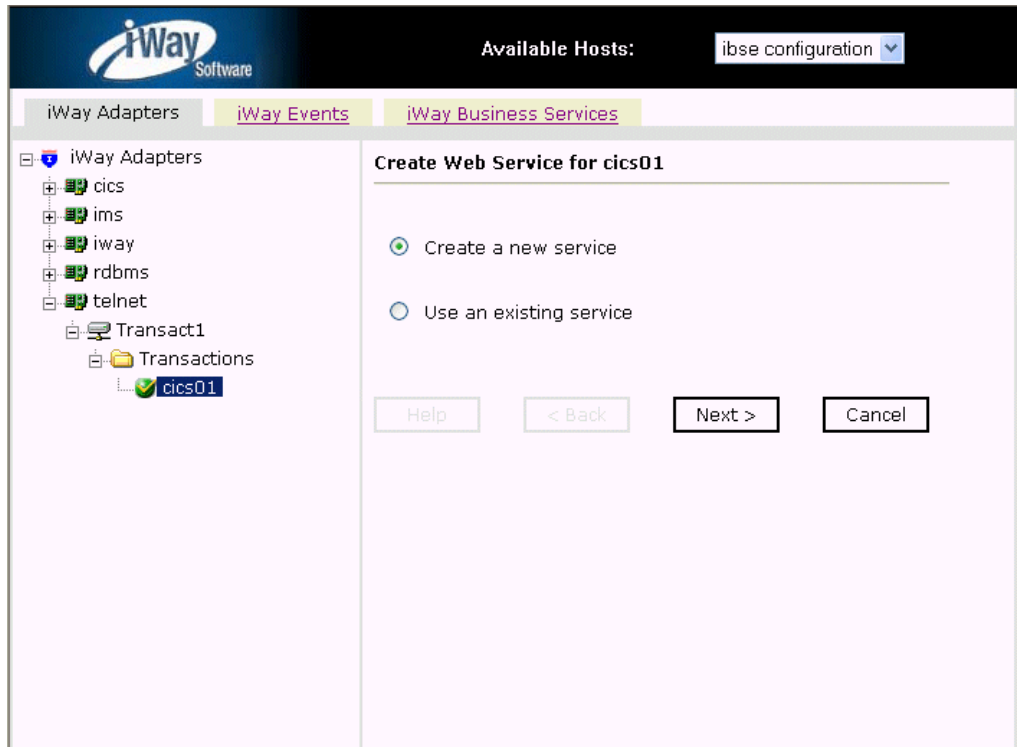 iWay
Software
Available Hosts:
ibse configuration
iWay Adapters
iWay Events
iWay Business Services
iWay Adapters
cics
ims
iway
rdbms
telnet
Transact1
Transactions
cics01
Create Web Service for cics01
Create a new service
Use an existing service
Help
< Back
Next >
Cancel